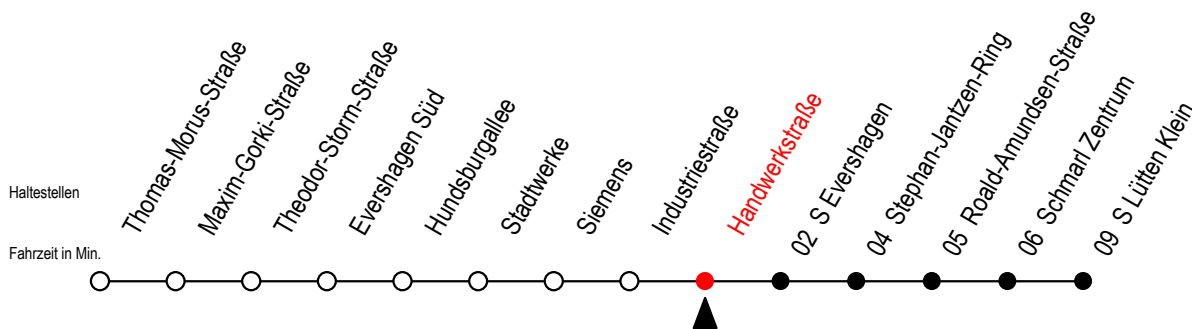 Haltestellen
Fahrzeit in Min.
Thomas-Morus-Straße
Maxim-Gorki-Straße
Theodor-Storm-Straße
Evershagen Süd
Hundsburgallee
Stadtwerke
Siemens
Industriestraße
Handwerkstraße
02 S Evershagen
04 Stephan-Jantzen-Ring
05 Roald-Amundsen-Straße
06 Schmarl Zentrum
09 S Lütten Klein